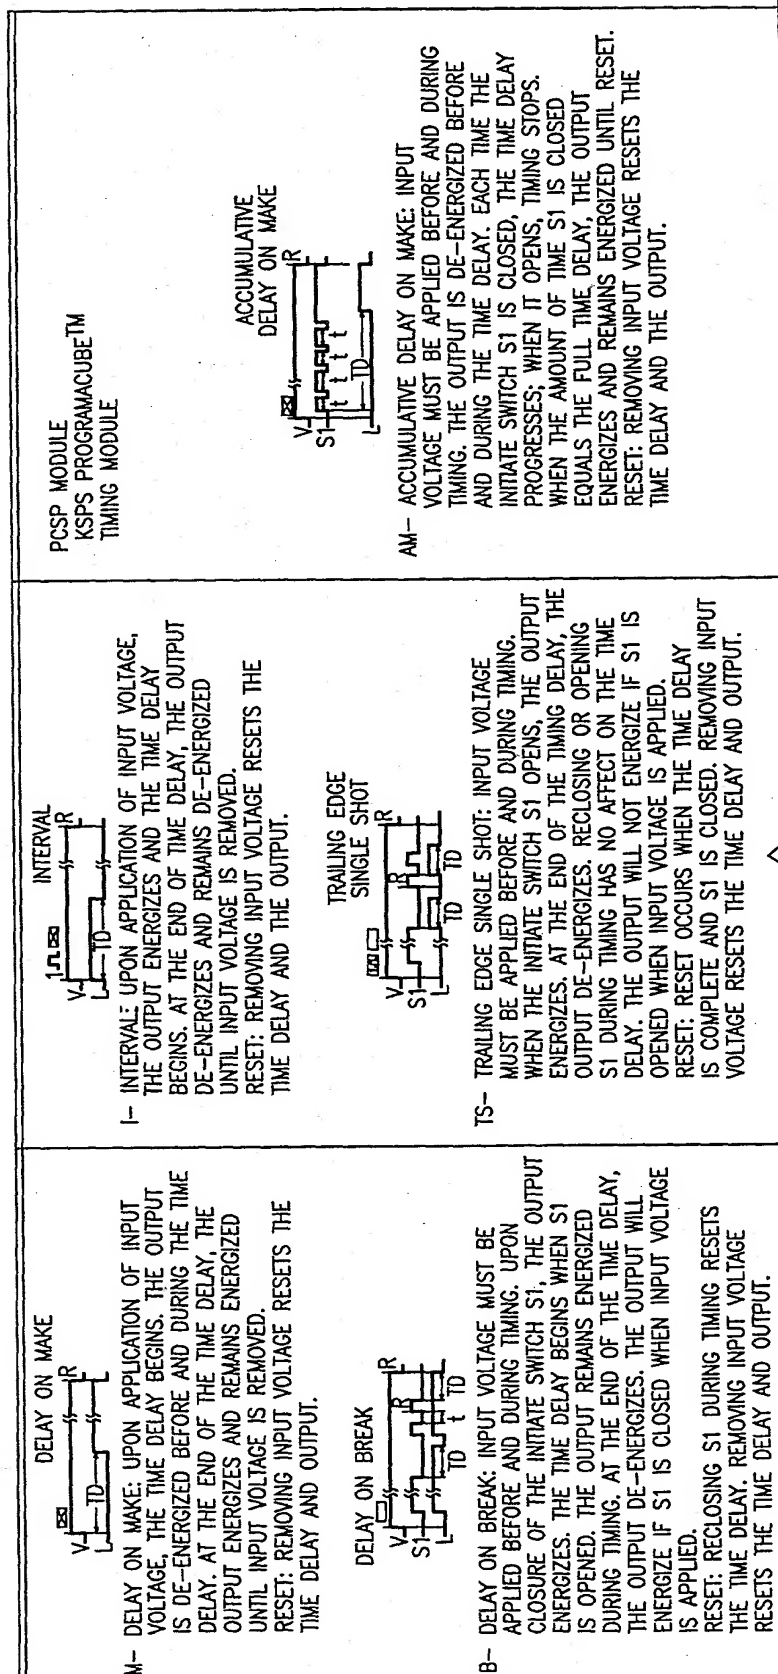 DELAY ON MAKE
V
R
TD
L
M– DELAY ON MAKE: UPON APPLICATION OF INPUT
VOLTAGE, THE TIME DELAY BEGINS. THE OUTPUT
IS DE–ENERGIZED BEFORE AND DURING THE TIME
DELAY. AT THE END OF THE TIME DELAY, THE
OUTPUT ENERGIZES AND REMAINS ENERGIZED
UNTIL INPUT VOLTAGE IS REMOVED.
RESET: REMOVING INPUT VOLTAGE RESETS THE
TIME DELAY AND OUTPUT.
DELAY ON BREAK
V
R
S1
R
L
TD t TD
B– DELAY ON BREAK: INPUT VOLTAGE MUST BE
APPLIED BEFORE AND DURING TIMING. UPON
CLOSURE OF THE INITIATE SWITCH S1, THE OUTPUT
ENERGIZES. THE TIME DELAY BEGINS WHEN S1
IS OPENED. THE OUTPUT REMAINS ENERGIZED
DURING TIMING. AT THE END OF THE TIME DELAY,
THE OUTPUT DE–ENERGIZES. THE OUTPUT WILL
ENERGIZE IF S1 IS CLOSED WHEN INPUT VOLTAGE
IS APPLIED.
RESET: RECLOSING S1 DURING TIMING RESETS
THE TIME DELAY. REMOVING INPUT VOLTAGE
RESETS THE TIME DELAY AND OUTPUT.
INTERVAL
1
V
R
TD
L
I– INTERVAL: UPON APPLICATION OF INPUT VOLTAGE,
THE OUTPUT ENERGIZES AND THE TIME DELAY
BEGINS. AT THE END OF TIME DELAY, THE OUTPUT
DE–ENERGIZES AND REMAINS DE–ENERGIZED
UNTIL INPUT VOLTAGE IS REMOVED.
RESET: REMOVING INPUT VOLTAGE RESETS THE
TIME DELAY AND THE OUTPUT.
TRAILING EDGE
SINGLE SHOT
V
R
S1
R
L
TD TD
TS– TRAILING EDGE SINGLE SHOT: INPUT VOLTAGE
MUST BE APPLIED BEFORE AND DURING TIMING.
WHEN THE INITIATE SWITCH S1 OPENS, THE OUTPUT
ENERGIZES. AT THE END OF THE TIMING DELAY, THE
OUTPUT DE–ENERGIZES. RECLOSING OR OPENING
S1 DURING TIMING HAS NO AFFECT ON THE TIME
DELAY. THE OUTPUT WILL NOT ENERGIZE IF S1 IS
OPENED WHEN INPUT VOLTAGE IS APPLIED.
RESET: RESET OCCURS WHEN THE TIME DELAY
IS COMPLETE AND S1 IS CLOSED. REMOVING INPUT
VOLTAGE RESETS THE TIME DELAY AND OUTPUT.
PCSP MODULE
KSPS PROGRAMACUBE™
TIMING MODULE
ACCUMULATIVE
DELAY ON MAKE
V
R
S1
t t t t
TD
L
AM– ACCUMULATIVE DELAY ON MAKE: INPUT
VOLTAGE MUST BE APPLIED BEFORE AND DURING
TIMING. THE OUTPUT IS DE–ENERGIZED BEFORE
AND DURING THE TIME DELAY. EACH TIME THE
INITIATE SWITCH S1 IS CLOSED, THE TIME DELAY
PROGRESSES; WHEN IT OPENS, TIMING STOPS.
WHEN THE AMOUNT OF TIME S1 IS CLOSED
EQUALS THE FULL TIME DELAY, THE OUTPUT
ENERGIZES AND REMAINS ENERGIZED UNTIL RESET.
RESET: REMOVING INPUT VOLTAGE RESETS THE
TIME DELAY AND THE OUTPUT.